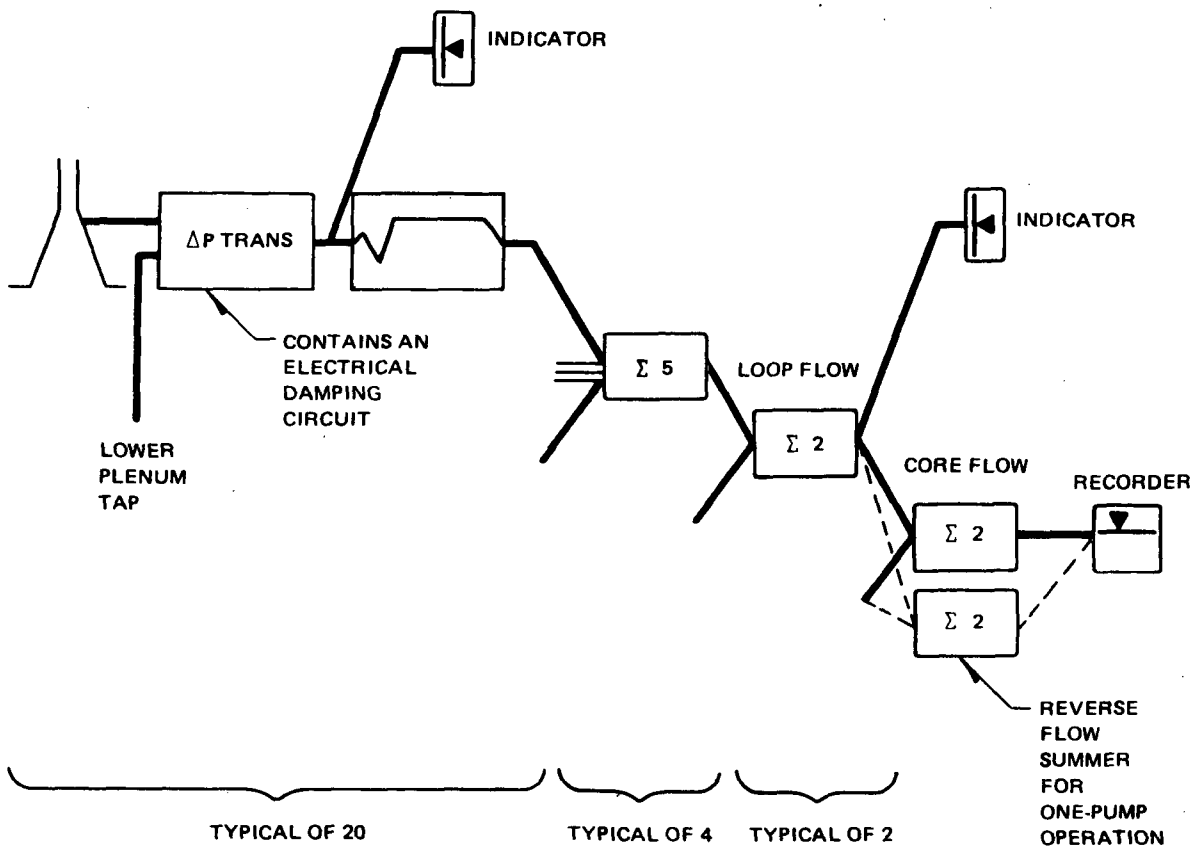 INDICATOR
ΔP TRANS
INDICATOR
CONTAINS AN
ELECTRICAL
DAMPING
CIRCUIT
LOWER
PLENUM
TAP
Σ 5
LOOP FLOW
Σ 2
CORE FLOW
RECORDER
Σ 2
Σ 2
REVERSE
FLOW
SUMMER
FOR
ONE-PUMP
OPERATION
TYPICAL OF 20
TYPICAL OF 4
TYPICAL OF 2